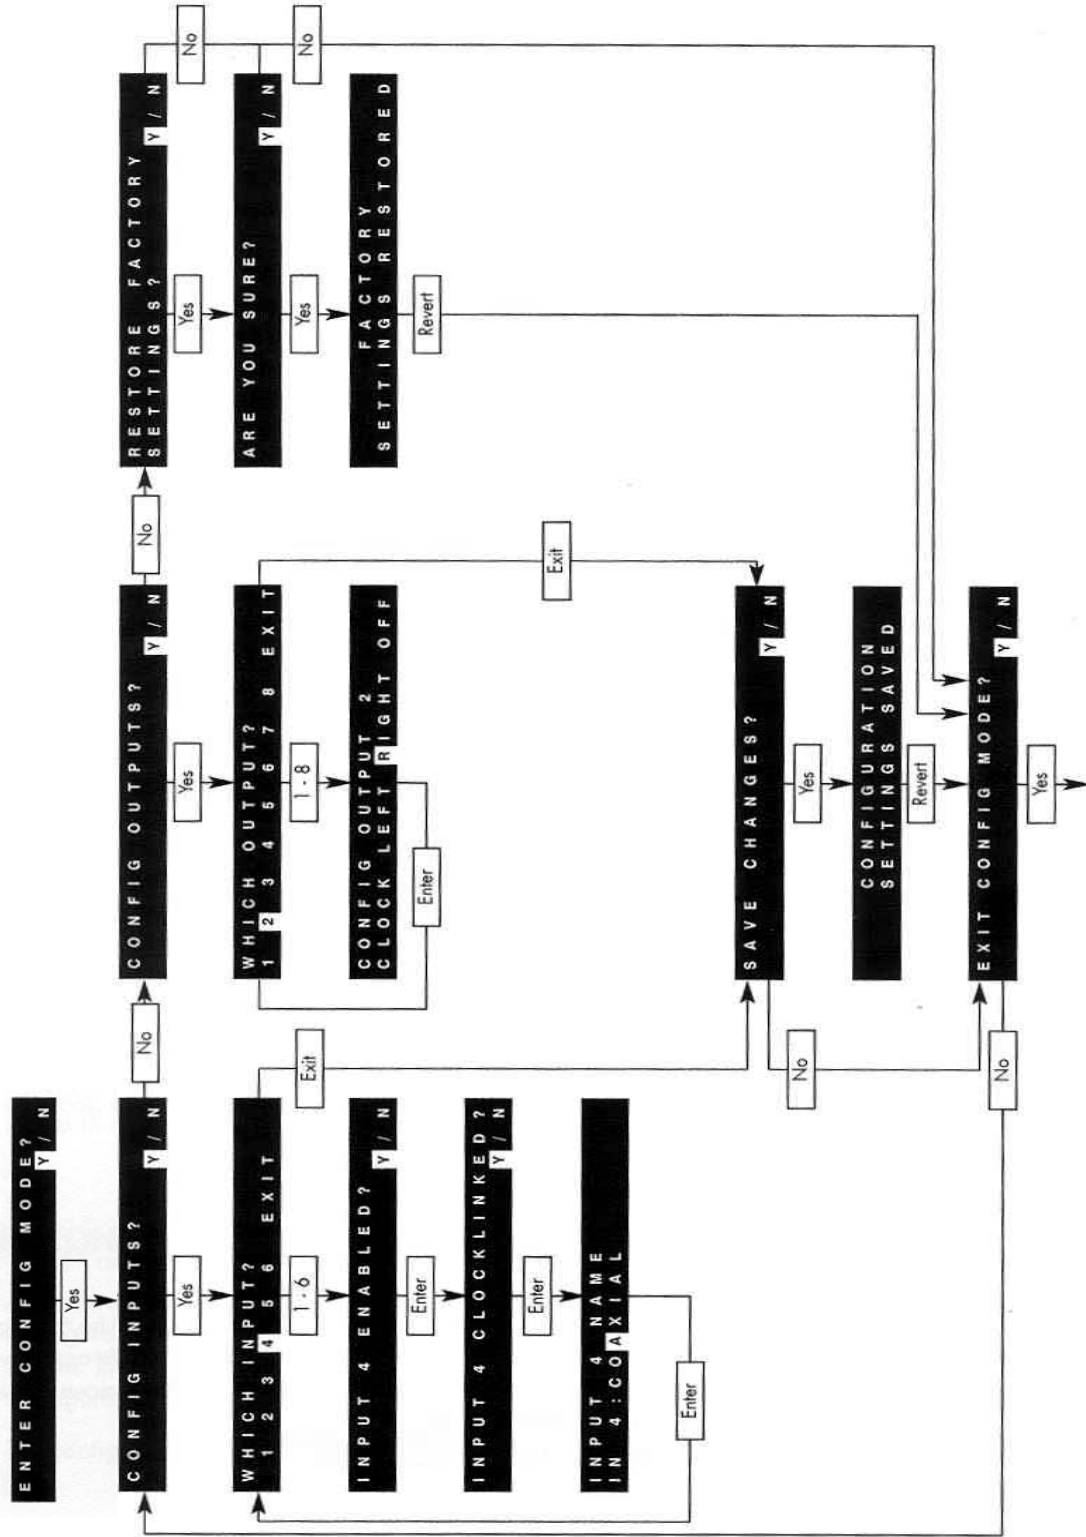 ENTER CONFIG MODE?
Y / N
Yes
CONFIG INPUTS?
Y / N
Yes
No
WHICH INPUT?
1 2 3 4 5 6 EXIT
1 - 6
Exit
INPUT 4 ENABLED?
Y / N
Enter
INPUT 4 CLOCKLINKED?
Y / N
Enter
INPUT 4 NAME
IN 4:COAXIAL
Enter
CONFIG OUTPUTS?
Y / N
Yes
No
WHICH OUTPUT?
1 2 3 4 5 6 7 8 EXIT
1 - 8
Exit
CONFIG OUTPUT 2
CLOCK LEFT RIGHT OFF
Enter
RESTORE FACTORY
SETTINGS? Y / N
Yes
No
ARE YOU SURE?
Y / N
Yes
No
FACTORY
SETTINGS RESTORED
Revert
SAVE CHANGES?
Y / N
Yes
No
CONFIGURATION
SETTINGS SAVED
Revert
EXIT CONFIG MODE?
Y / N
No
Yes